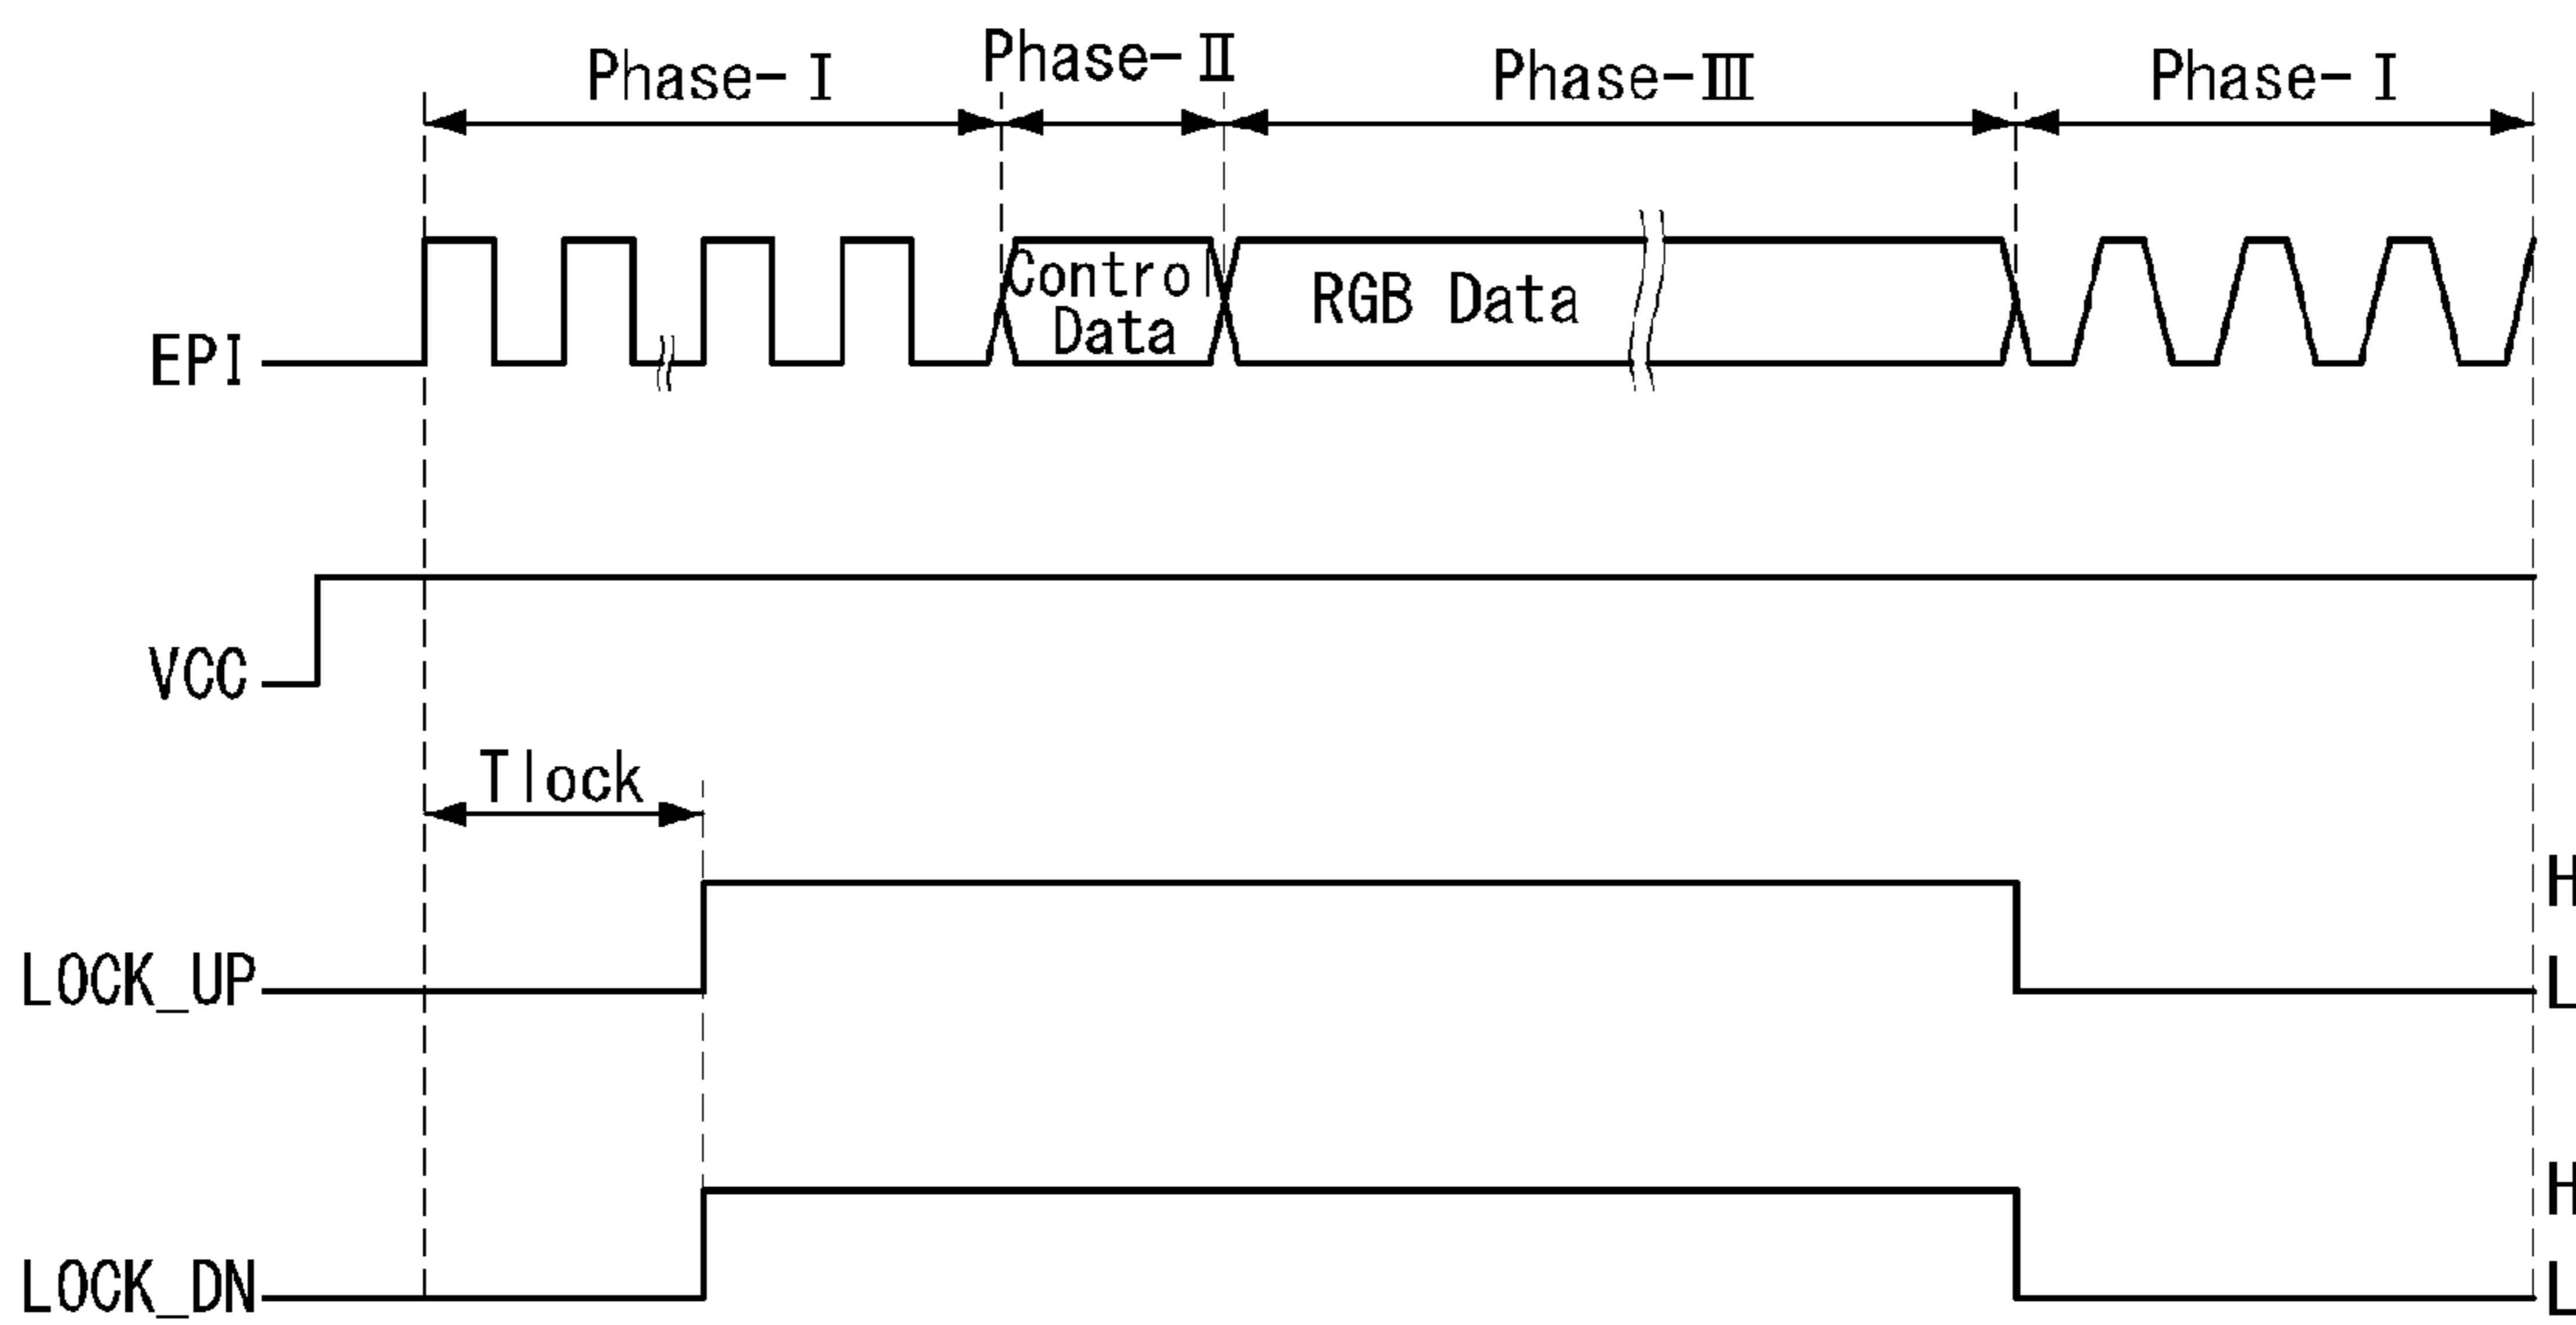 Phase-Ⅰ
Phase-Ⅱ
Phase-Ⅲ
Phase-Ⅰ
EPI
Control
Data
RGB Data
VCC
Tlock
LOCK_UP
H
L
LOCK_DN
H
L